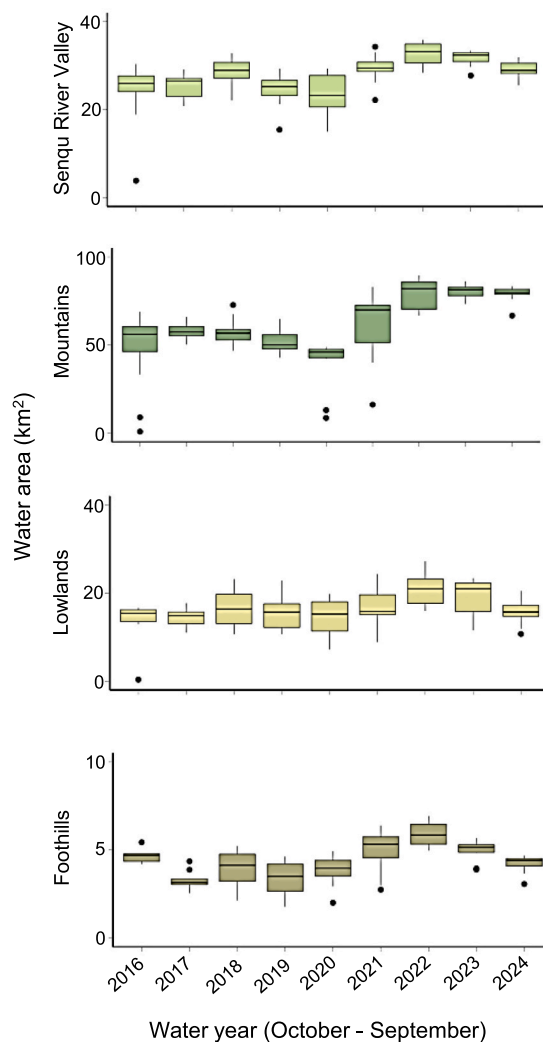 Water area (km²)
Senqu River Valley
40
20
0
Mountains
100
50
0
Lowlands
40
20
0
Foothills
10
5
0
2016 2017 2018 2019 2020 2021 2022 2023 2024
Water year (October - September)